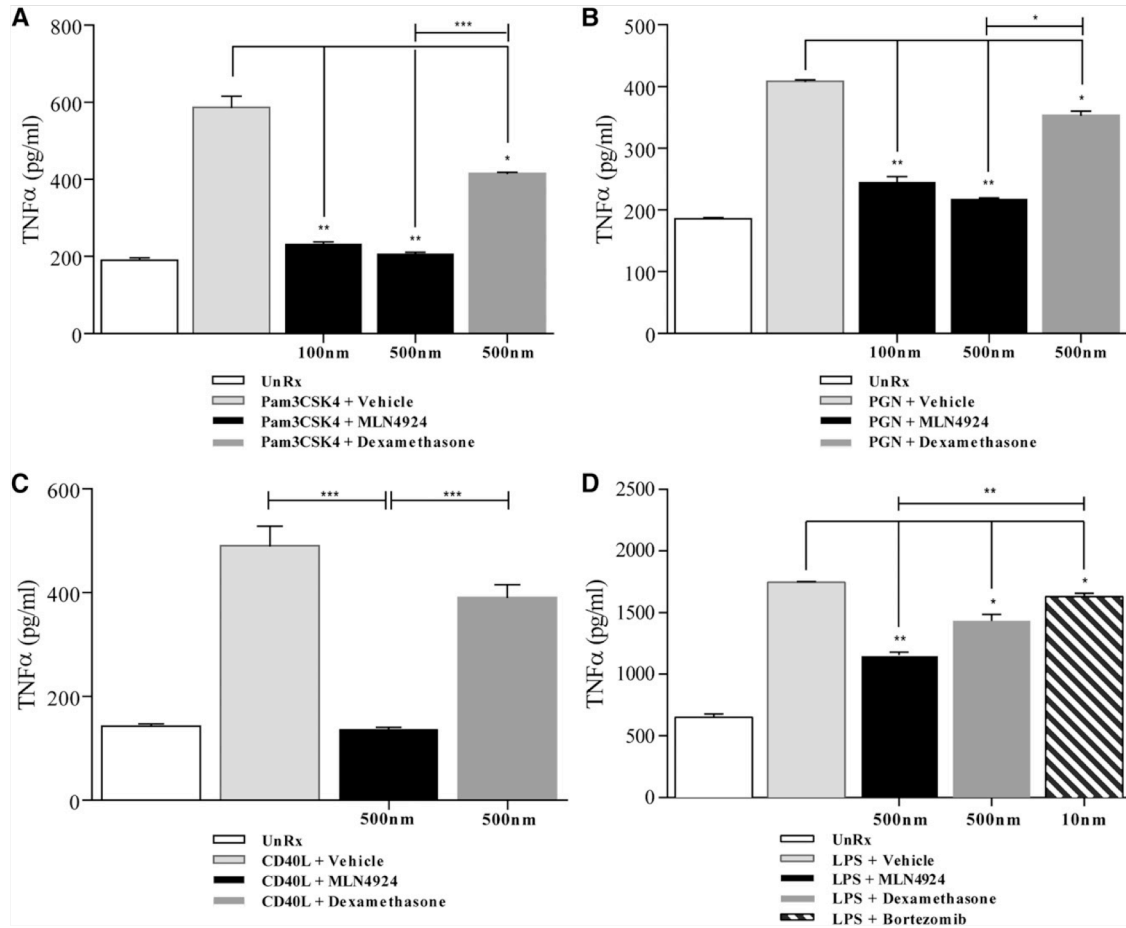 A
TNFα (pg/ml)
800
600
400
200
0
***
**
**
*
100nm 500nm 500nm
UnRx
Pam3CSK4 + Vehicle
Pam3CSK4 + MLN4924
Pam3CSK4 + Dexamethasone
B
TNFα (pg/ml)
500
400
300
200
100
0
*
**
**
*
100nm 500nm 500nm
UnRx
PGN + Vehicle
PGN + MLN4924
PGN + Dexamethasone
C
TNFα (pg/ml)
600
400
200
0
*** ***
500nm 500nm
UnRx
CD40L + Vehicle
CD40L + MLN4924
CD40L + Dexamethasone
D
TNFα (pg/ml)
2500
2000
1500
1000
500
0
**
**
*
*
500nm 500nm 10nm
UnRx
LPS + Vehicle
LPS + MLN4924
LPS + Dexamethasone
LPS + Bortezomib